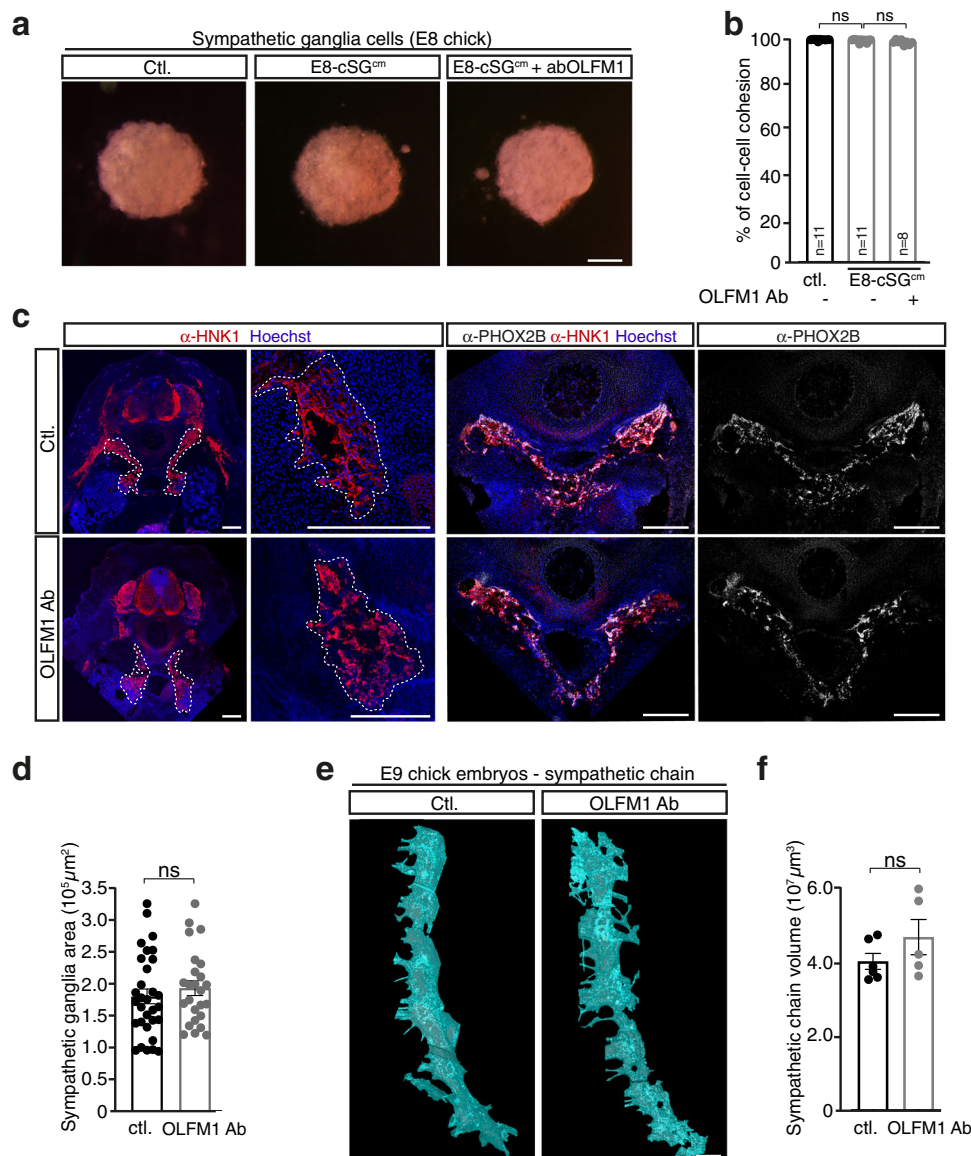 a
Sympathetic ganglia cells (E8 chick)
Ctl.
E8-cSGcm
E8-cSGcm + abOLFM1
b
ns
ns
% of cell-cell cohesion
100
80
60
40
20
0
n=11
n=11
n=8
ctl.
E8-cSGcm
OLFM1 Ab
-
-
+
c
α-HNK1 Hoechst
α-PHOX2B α-HNK1 Hoechst
α-PHOX2B
Ctl.
OLFM1 Ab
d
Sympathetic ganglia area (10⁵µm²)
ns
3.5
3.0
2.5
2.0
1.5
1.0
0.5
0
ctl.
OLFM1 Ab
e
E9 chick embryos - sympathetic chain
Ctl.
OLFM1 Ab
f
Sympathetic chain volume (10⁷µm³)
ns
6.0
4.0
2.0
0
ctl.
OLFM1 Ab